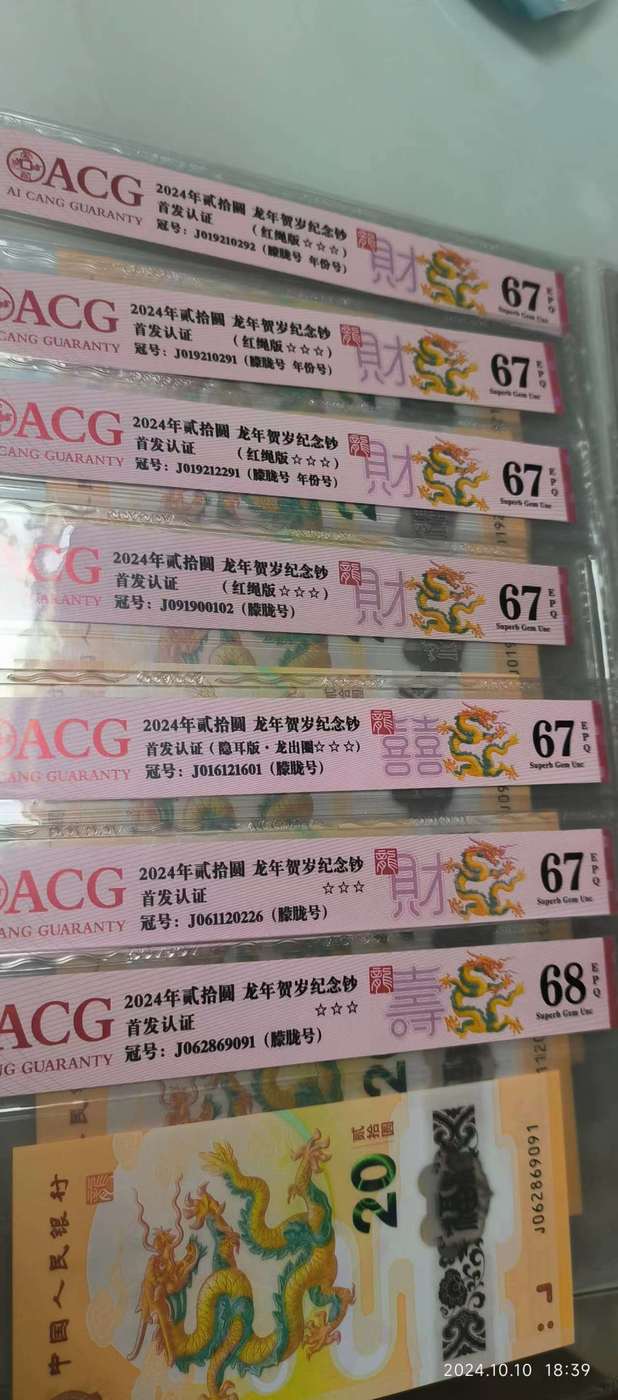 ACG
AI CANG GUARANTY
2024年贰拾圆 龙年贺岁纪念钞
首发认证 (红绳版☆☆☆)
冠号: J019210292 (朦胧号 年份号)
龍
財
67
EPQ
Superb Gem Unc
ACG
CANG GUARANTY
2024年贰拾圆 龙年贺岁纪念钞
首发认证 (红绳版☆☆☆)
冠号: J019210291 (朦胧号 年份号)
龍
財
67
EPQ
Superb Gem Unc
ACG
CANG GUARANTY
2024年贰拾圆 龙年贺岁纪念钞
首发认证 (红绳版☆☆☆)
冠号: J019212291 (朦胧号 年份号)
龍
財
67
EPQ
Superb Gem Unc
CG
ARANTY
2024年贰拾圆 龙年贺岁纪念钞
首发认证 (红绳版☆☆☆)
冠号: J091900102 (朦胧号)
龍
財
67
EPQ
Superb Gem Unc
ACG
CANG GUARANTY
2024年贰拾圆 龙年贺岁纪念钞
首发认证 (隐耳版·龙出圈☆☆☆)
冠号: J016121601 (朦胧号)
龍
囍
67
EPQ
Superb Gem Unc
ACG
ANG GUARANTY
2024年贰拾圆 龙年贺岁纪念钞
首发认证 ☆☆☆
冠号: J061120226 (朦胧号)
龍
財
67
EPQ
Superb Gem Unc
ACG
NG GUARANTY
2024年贰拾圆 龙年贺岁纪念钞
首发认证 ☆☆☆
冠号: J062869091 (朦胧号)
龍
壽
68
EPQ
Superb Gem Unc
中国人民银行
贰拾圆
20
J062869091
2024.10.10 18:39